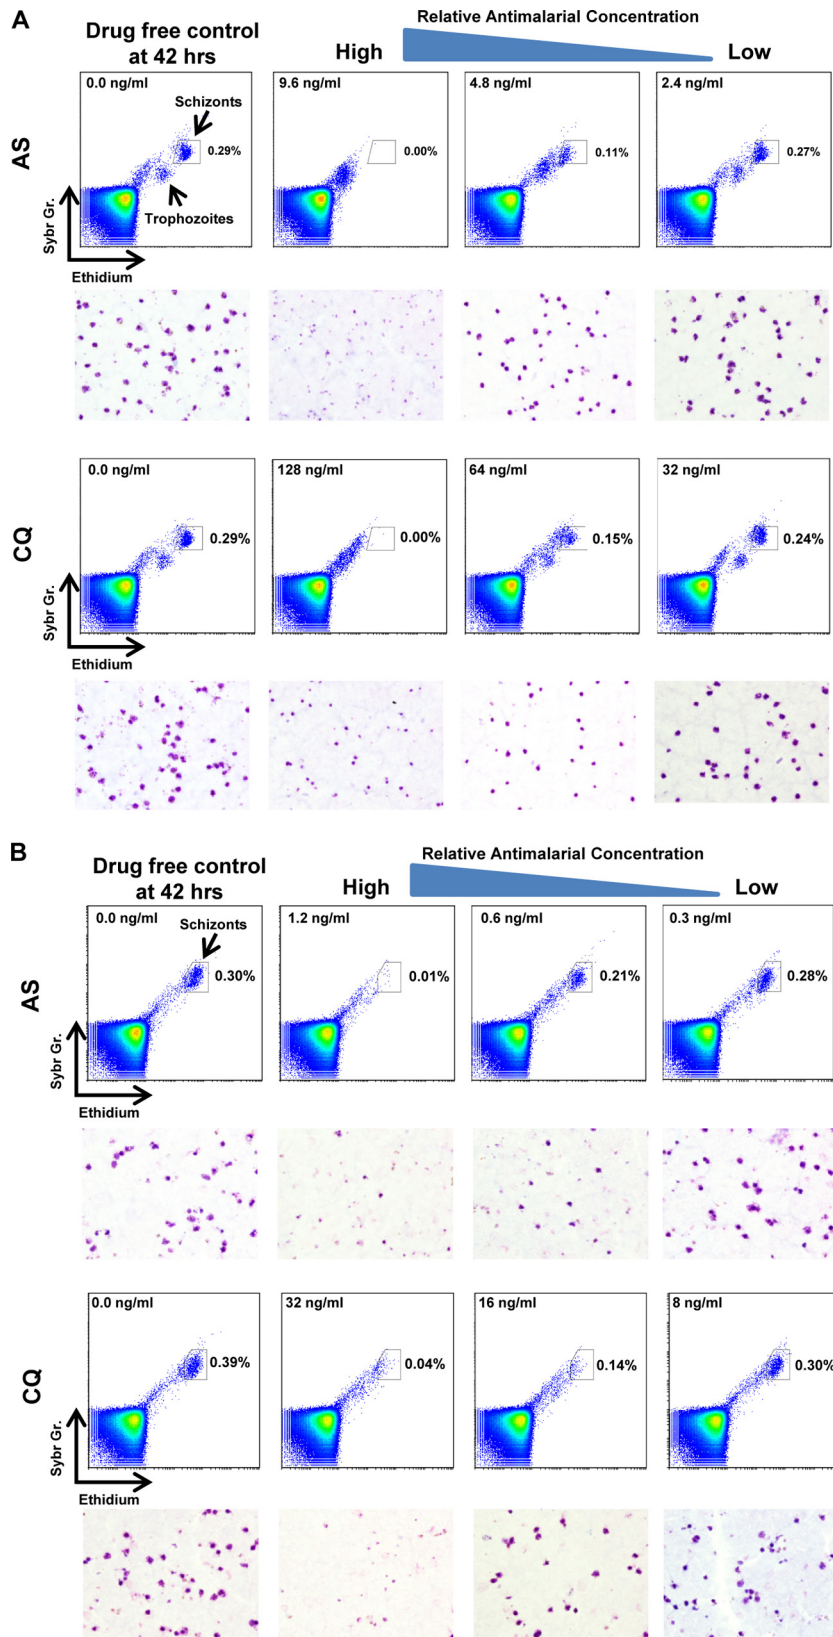 A
Relative Antimalarial Concentration
Drug free control
at 42 hrs
High
Low
AS
0.0 ng/ml
Schizonts
0.29%
Trophozoites
9.6 ng/ml
0.00%
4.8 ng/ml
0.11%
2.4 ng/ml
0.27%
Sybr Gr.
Ethidium
CQ
0.0 ng/ml
0.29%
128 ng/ml
0.00%
64 ng/ml
0.15%
32 ng/ml
0.24%
Sybr Gr.
Ethidium
B
Relative Antimalarial Concentration
Drug free control
at 42 hrs
High
Low
AS
0.0 ng/ml
Schizonts
0.30%
1.2 ng/ml
0.01%
0.6 ng/ml
0.21%
0.3 ng/ml
0.28%
Sybr Gr.
Ethidium
CQ
0.0 ng/ml
0.39%
32 ng/ml
0.04%
16 ng/ml
0.14%
8 ng/ml
0.30%
Sybr Gr.
Ethidium